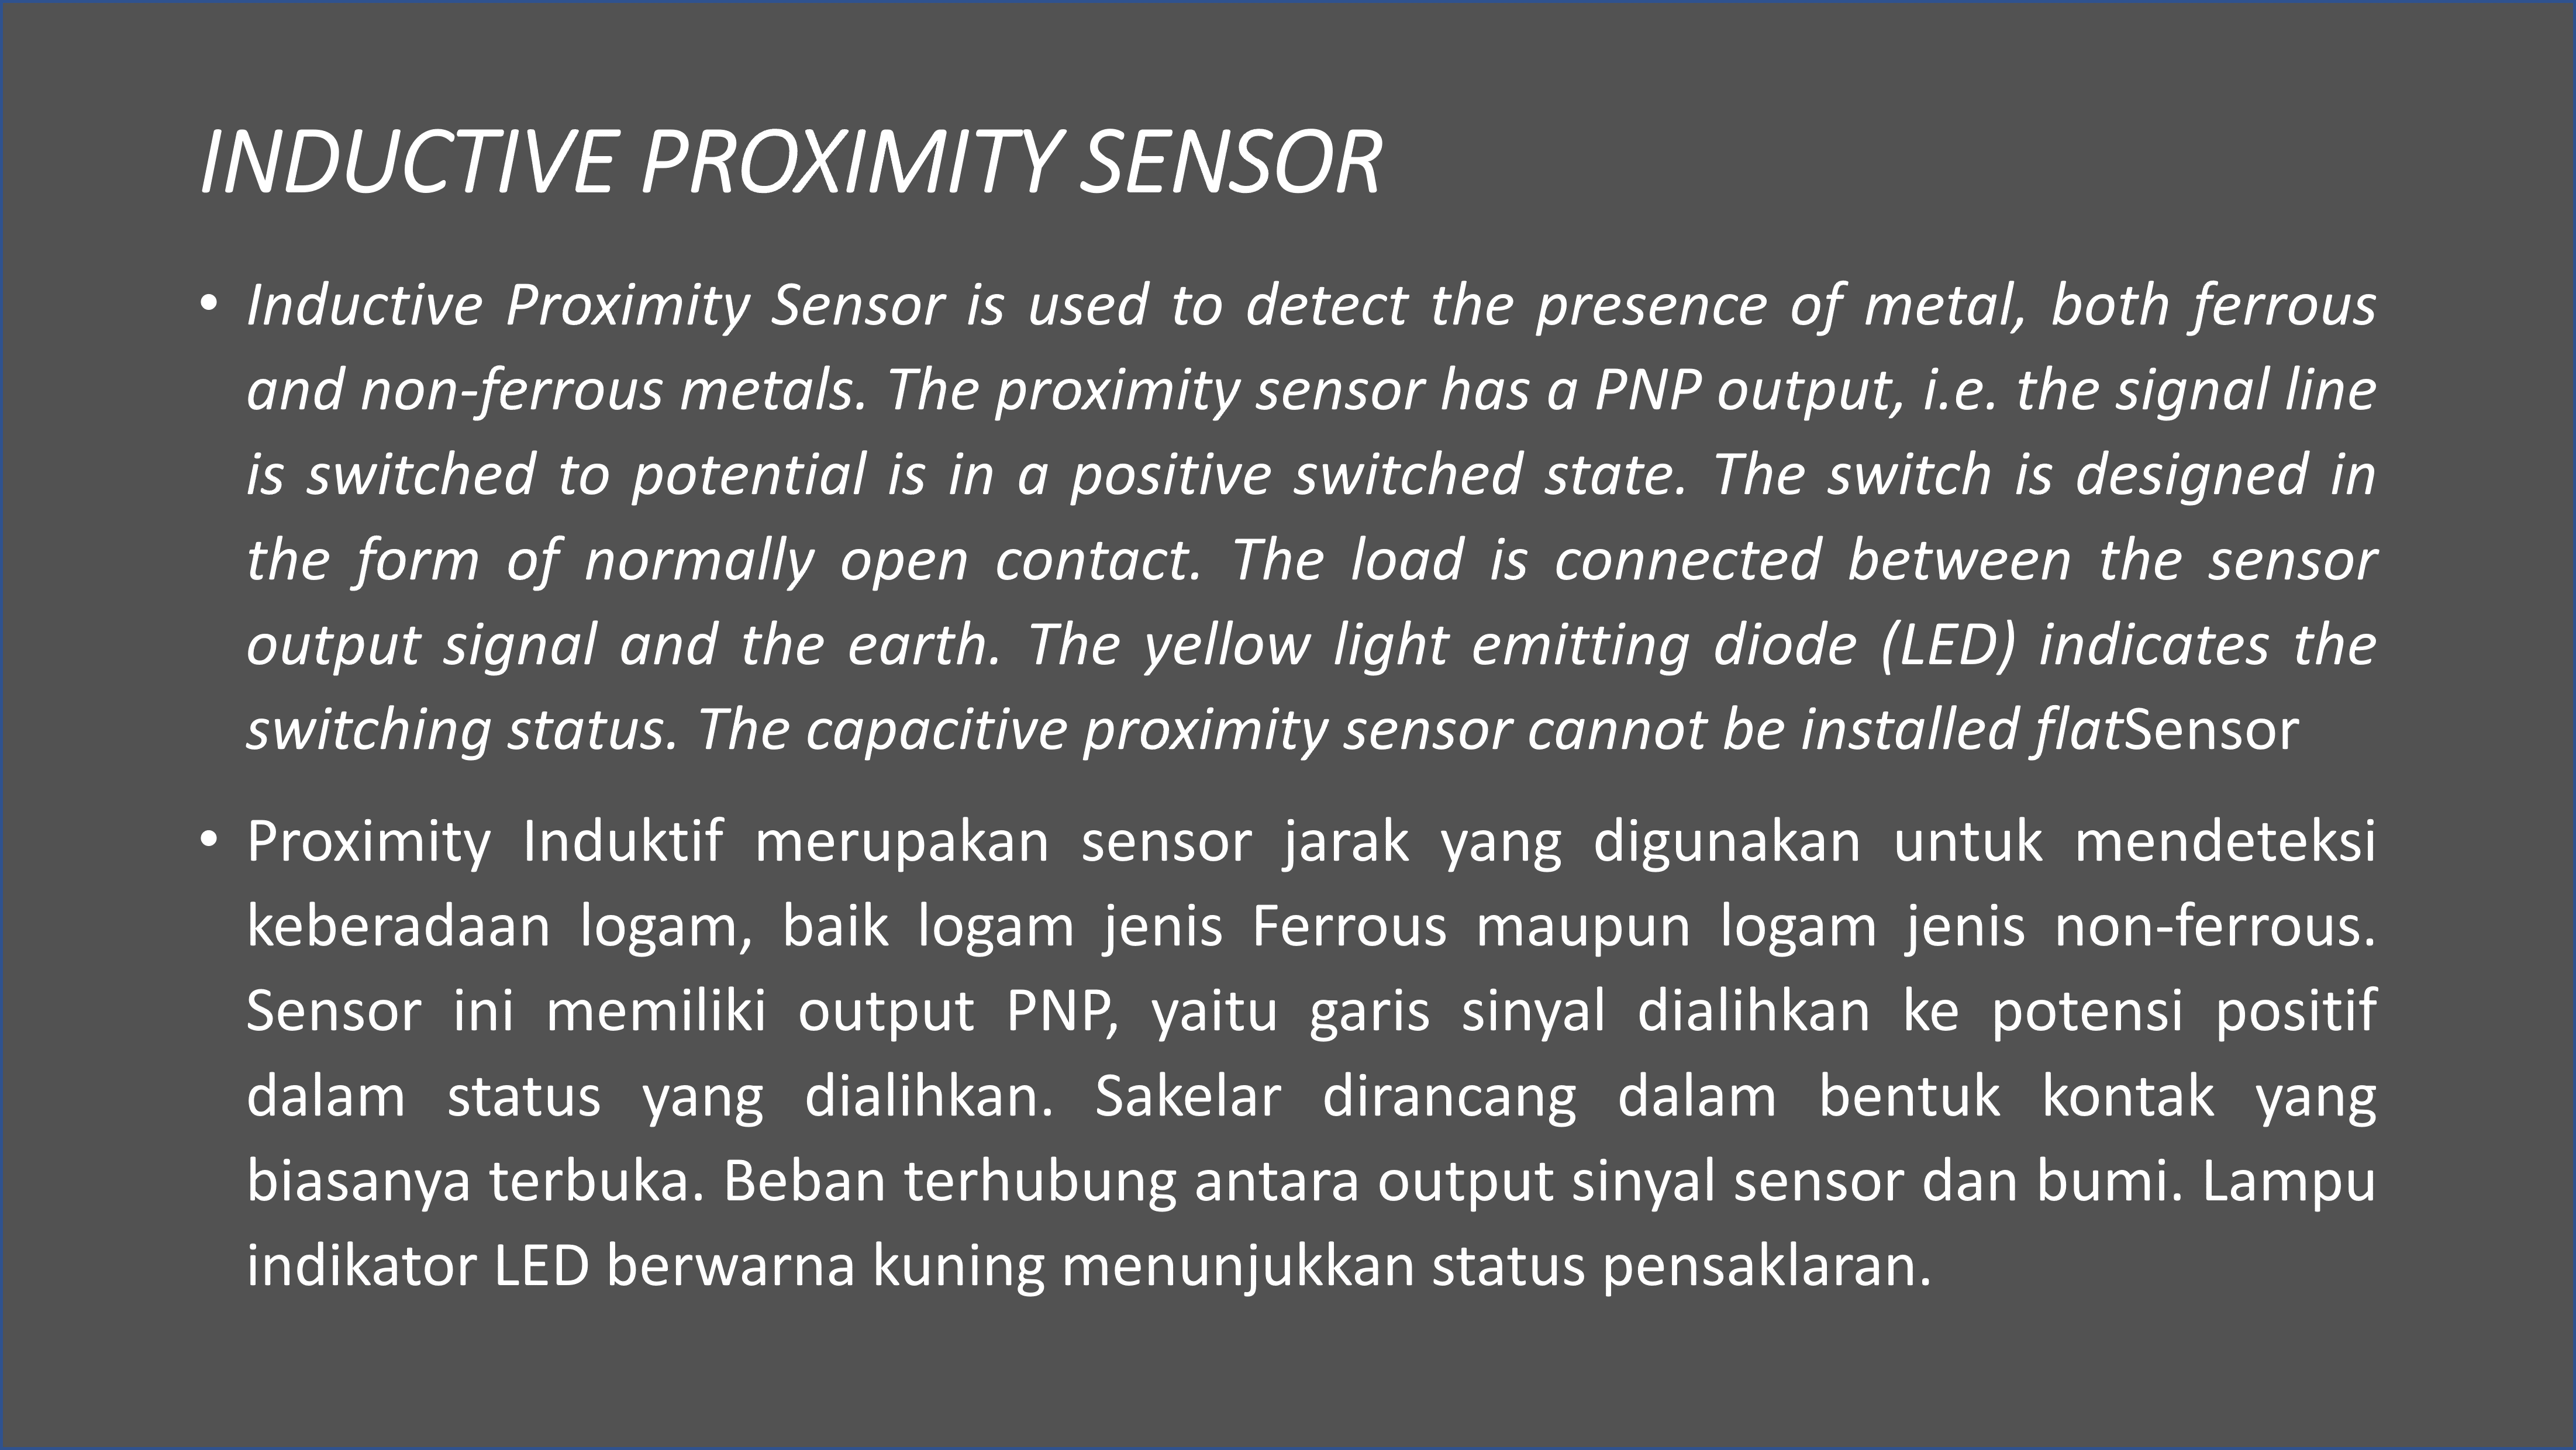 INDUCTIVE PROXIMITY SENSOR
• Inductive Proximity Sensor is used to detect the presence of metal, both ferrous
and non-ferrous metals. The proximity sensor has a PNP output, i.e. the signal line
is switched to potential is in a positive switched state. The switch is designed in
the form of normally open contact. The load is connected between the sensor
output signal and the earth. The yellow light emitting diode (LED) indicates the
switching status. The capacitive proximity sensor cannot be installed flatSensor
• Proximity Induktif merupakan sensor jarak yang digunakan untuk mendeteksi
keberadaan logam, baik logam jenis Ferrous maupun logam jenis non-ferrous.
Sensor ini memiliki output PNP, yaitu garis sinyal dialihkan ke potensi positif
dalam status yang dialihkan. Sakelar dirancang dalam bentuk kontak yang
biasanya terbuka. Beban terhubung antara output sinyal sensor dan bumi. Lampu
indikator LED berwarna kuning menunjukkan status pensaklaran.